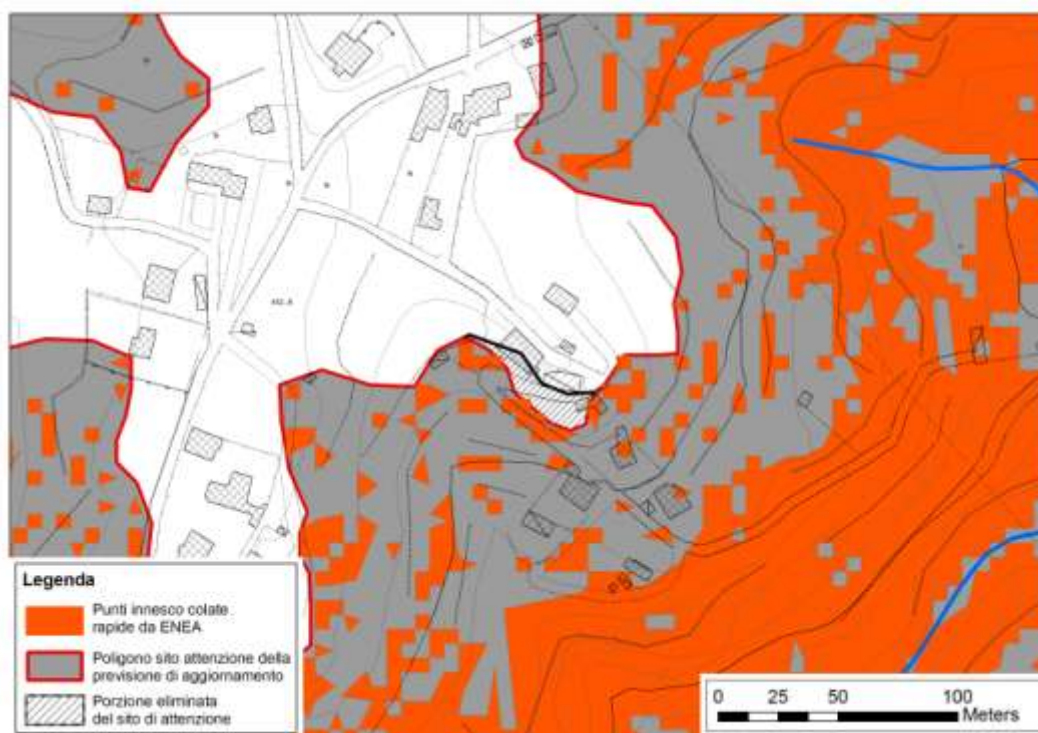 Legenda
Punti innesco colate
rapide da ENEA
Poligono sito attenzione della
previsione di aggiornamento
Porzione eliminata
del sito di attenzione
0 25 50 100
Meters